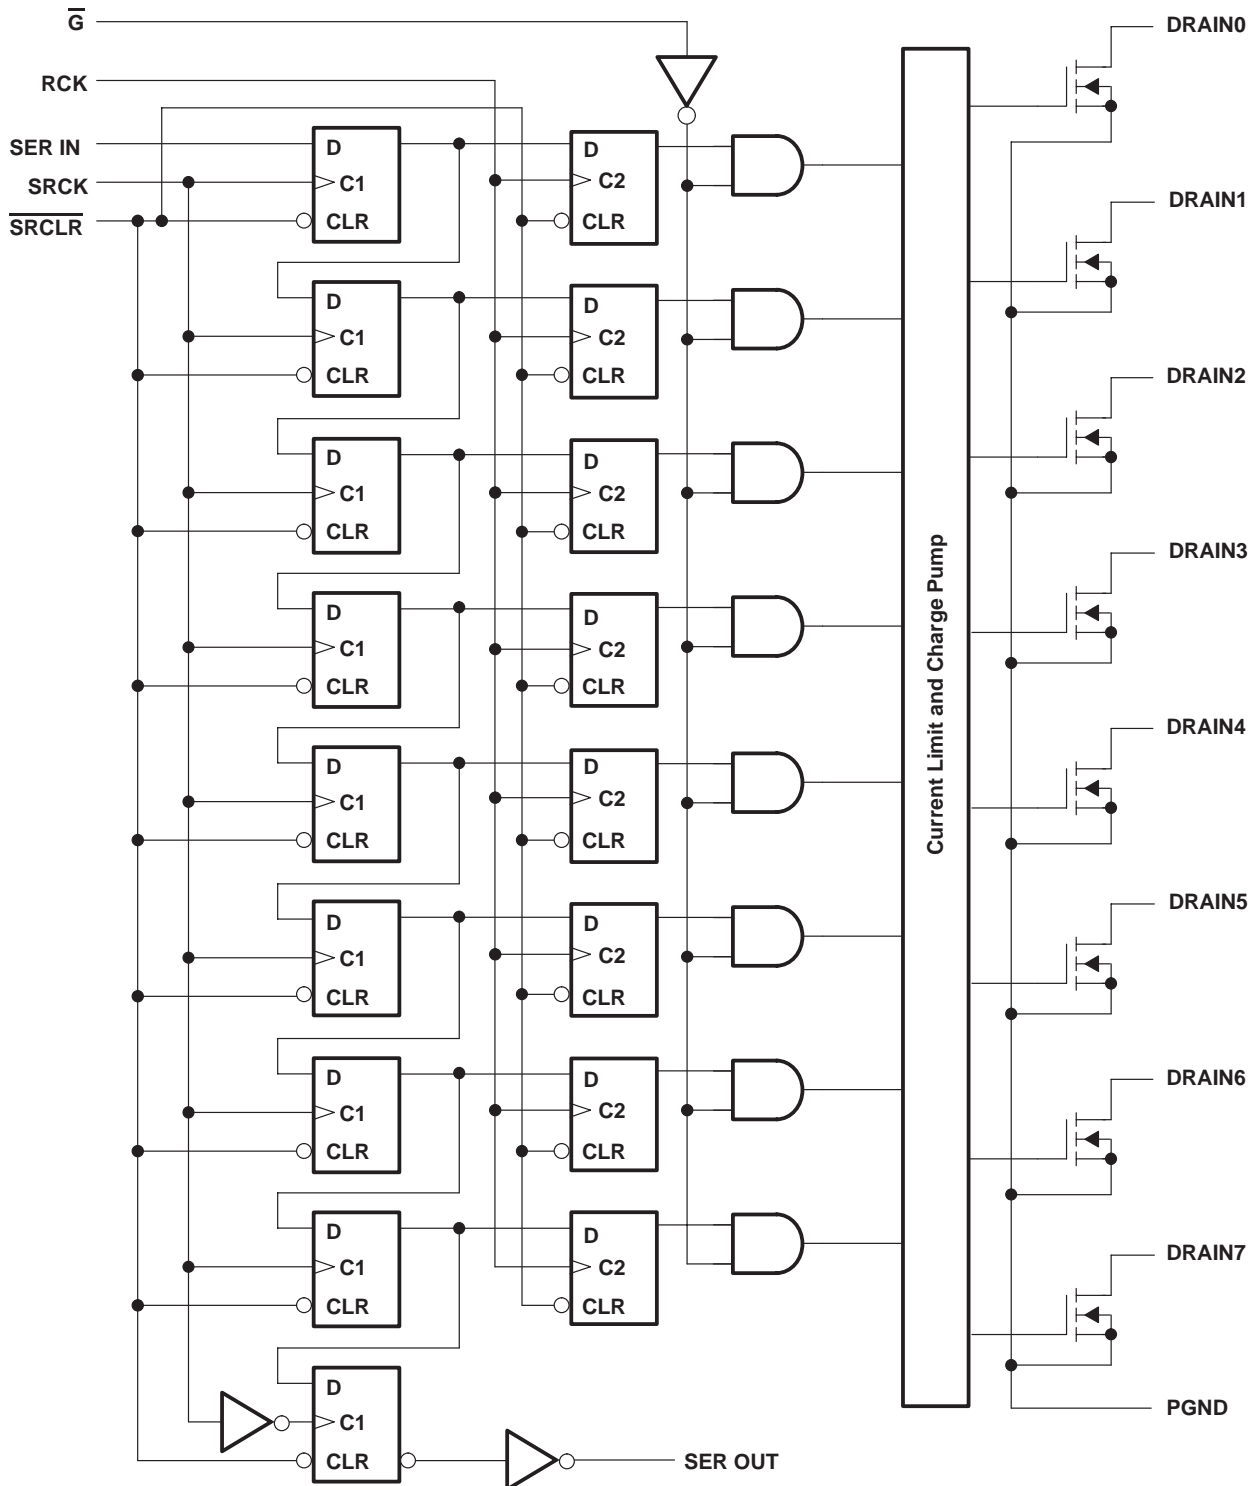 G
DRAIN0
RCK
SER IN
D
D
SRCK
C1
C2
SRCLR
CLR
CLR
DRAIN1
D
D
C1
C2
CLR
CLR
DRAIN2
D
D
C1
C2
CLR
CLR
DRAIN3
D
D
C1
C2
CLR
CLR
Current Limit and Charge Pump
DRAIN4
D
D
C1
C2
CLR
CLR
DRAIN5
D
D
C1
C2
CLR
CLR
DRAIN6
D
D
C1
C2
CLR
CLR
DRAIN7
D
D
C1
C2
CLR
CLR
D
C1
CLR
PGND
SER OUT